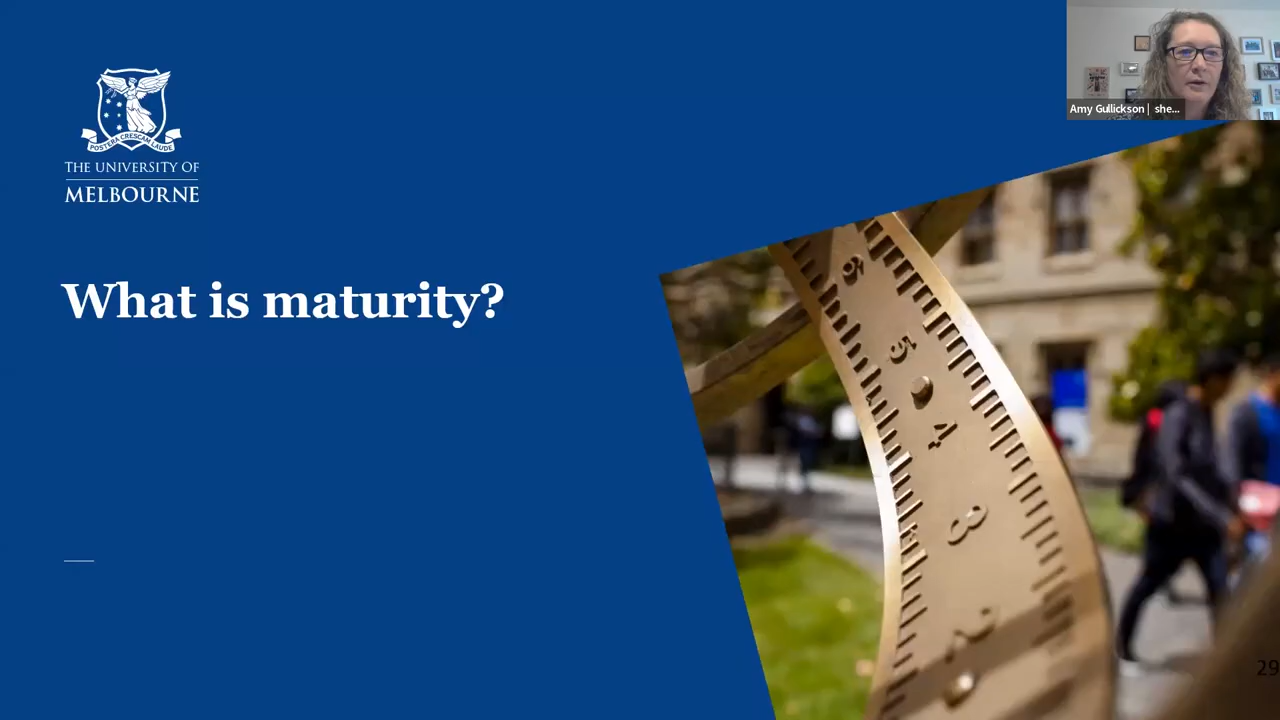 POSTERA CRESCAM LAUDE
THE UNIVERSITY OF
MELBOURNE
What is maturity?
Amy Gullickson | she...
6
5
4
3
2
29